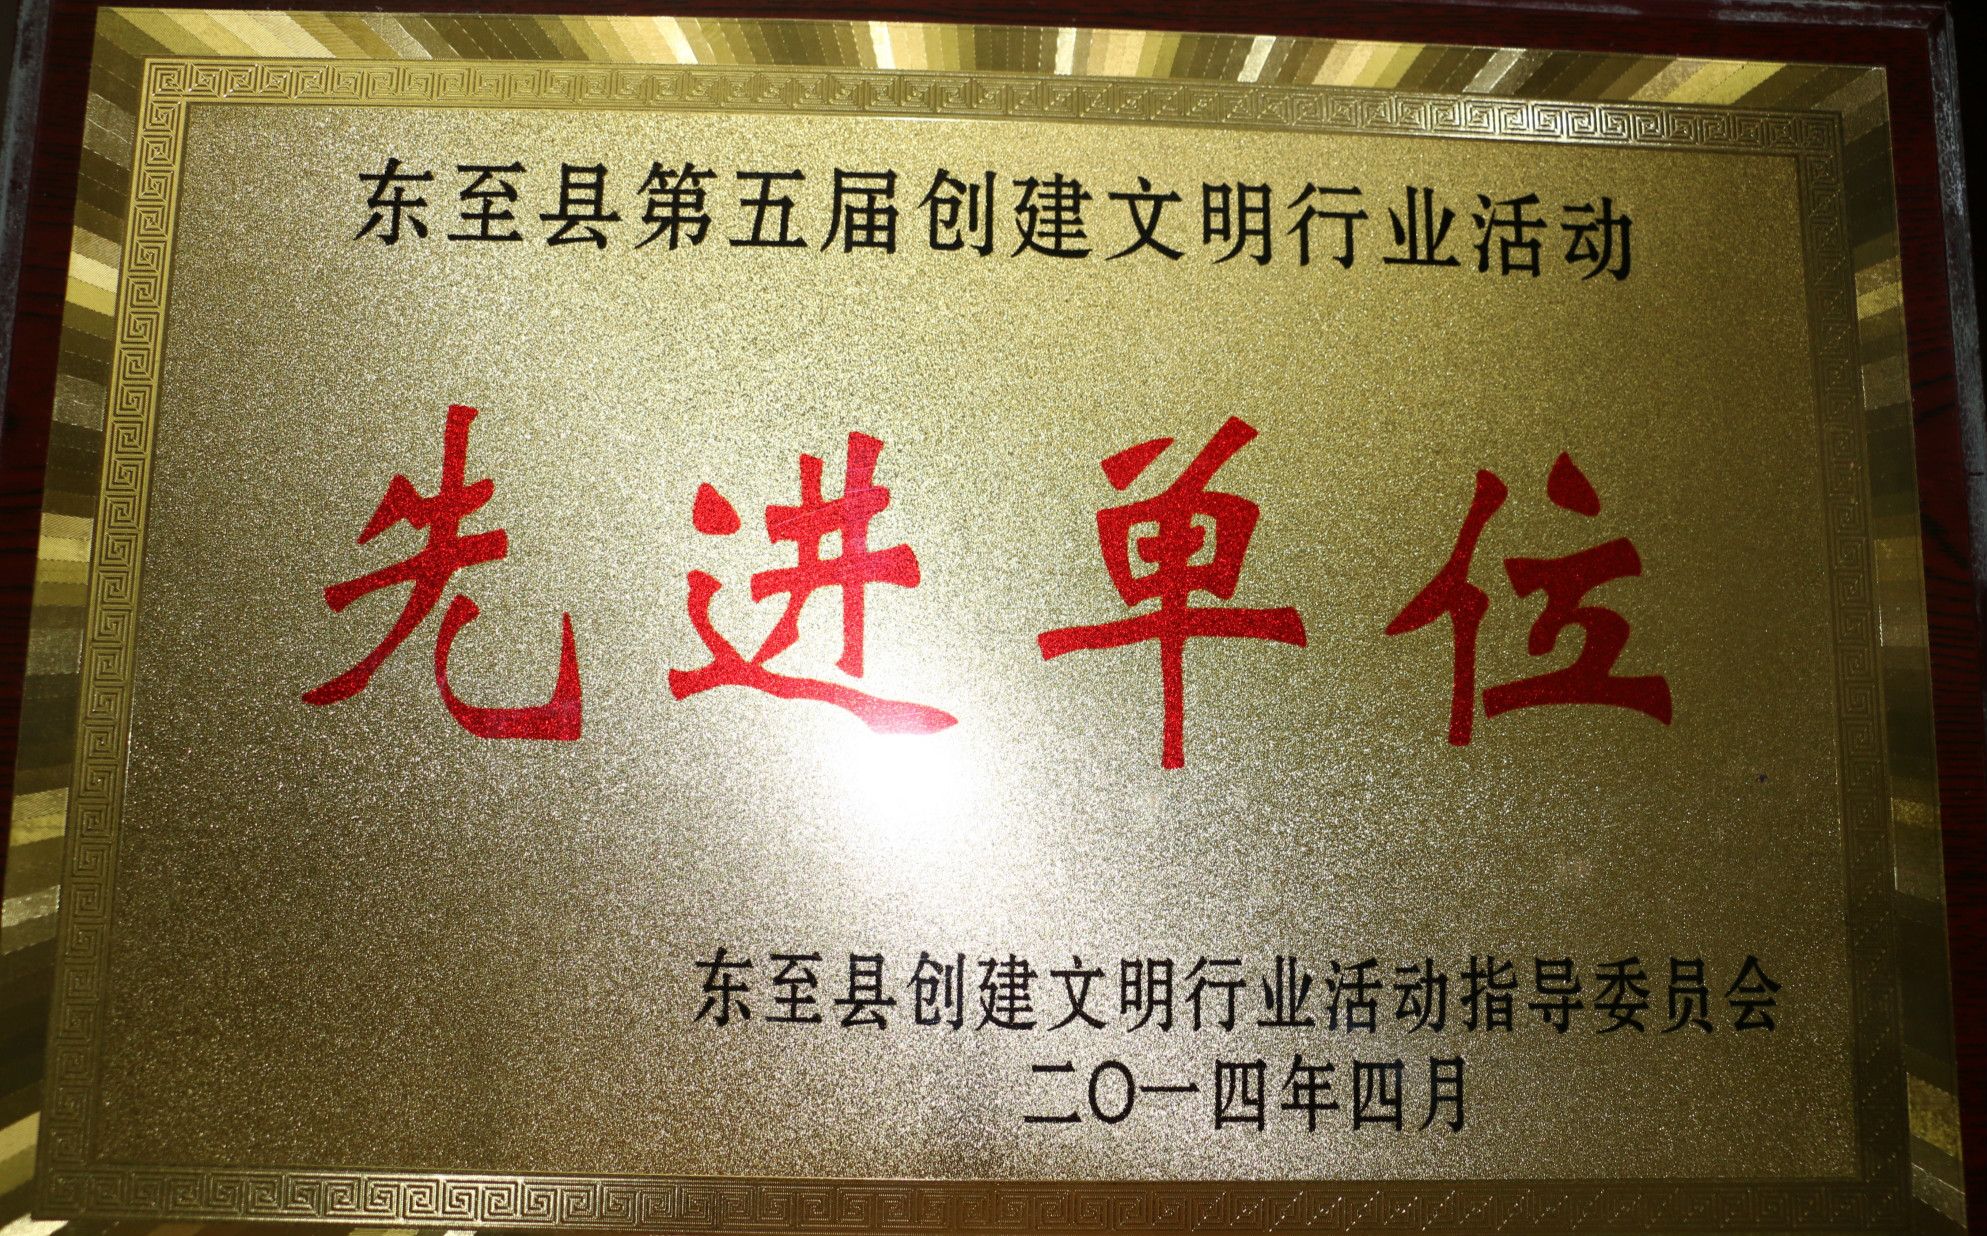 东至县第五届创建文明行业活动
先进单位
东至县创建文明行业活动指导委员会
二〇一四年四月